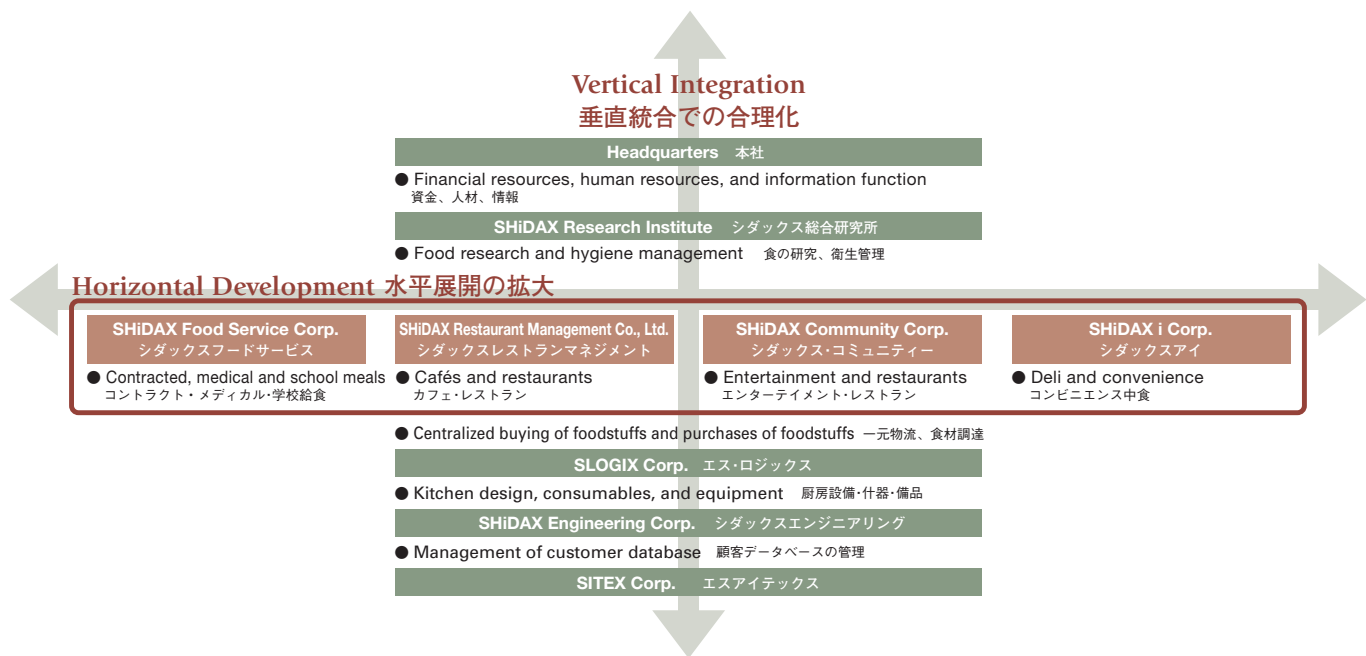 Vertical Integration
垂直統合での合理化
Headquarters 本社
● Financial resources, human resources, and information function
資金、人材、情報
SHiDAX Research Institute シダックス総合研究所
● Food research and hygiene management 食の研究、衛生管理
Horizontal Development 水平展開の拡大
SHiDAX Food Service Corp.
シダックスフードサービス
● Contracted, medical and school meals
コントラクト・メディカル・学校給食
SHiDAX Restaurant Management Co., Ltd.
シダックスレストランマネジメント
● Cafés and restaurants
カフェ・レストラン
SHiDAX Community Corp.
シダックス・コミュニティー
● Entertainment and restaurants
エンターテイメント・レストラン
SHiDAX i Corp.
シダックスアイ
● Deli and convenience
コンビニエンス中食
● Centralized buying of foodstuffs and purchases of foodstuffs 一元物流、食材調達
SLOGIX Corp. エス・ロジックス
● Kitchen design, consumables, and equipment 厨房設備・什器・備品
SHiDAX Engineering Corp. シダックスエンジニアリング
● Management of customer database 顧客データベースの管理
SITEX Corp. エスアイテックス